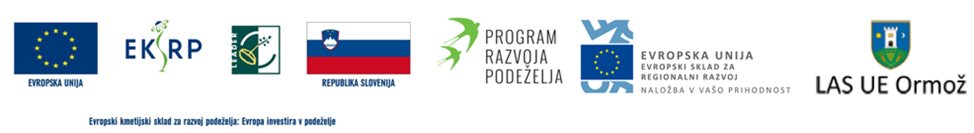 EVROPSKA UNIJA
EKSRP
LEADER
REPUBLIKA SLOVENIJA
PROGRAM
RAZVOJA
PODEŽELJA
EVROPSKA UNIJA
EVROPSKI SKLAD ZA
REGIONALNI RAZVOJ
NALOŽBA V VAŠO PRIHODNOST
LAS UE Ormož
Evropski kmetijski sklad za razvoj podeželja: Evropa investira v podeželje